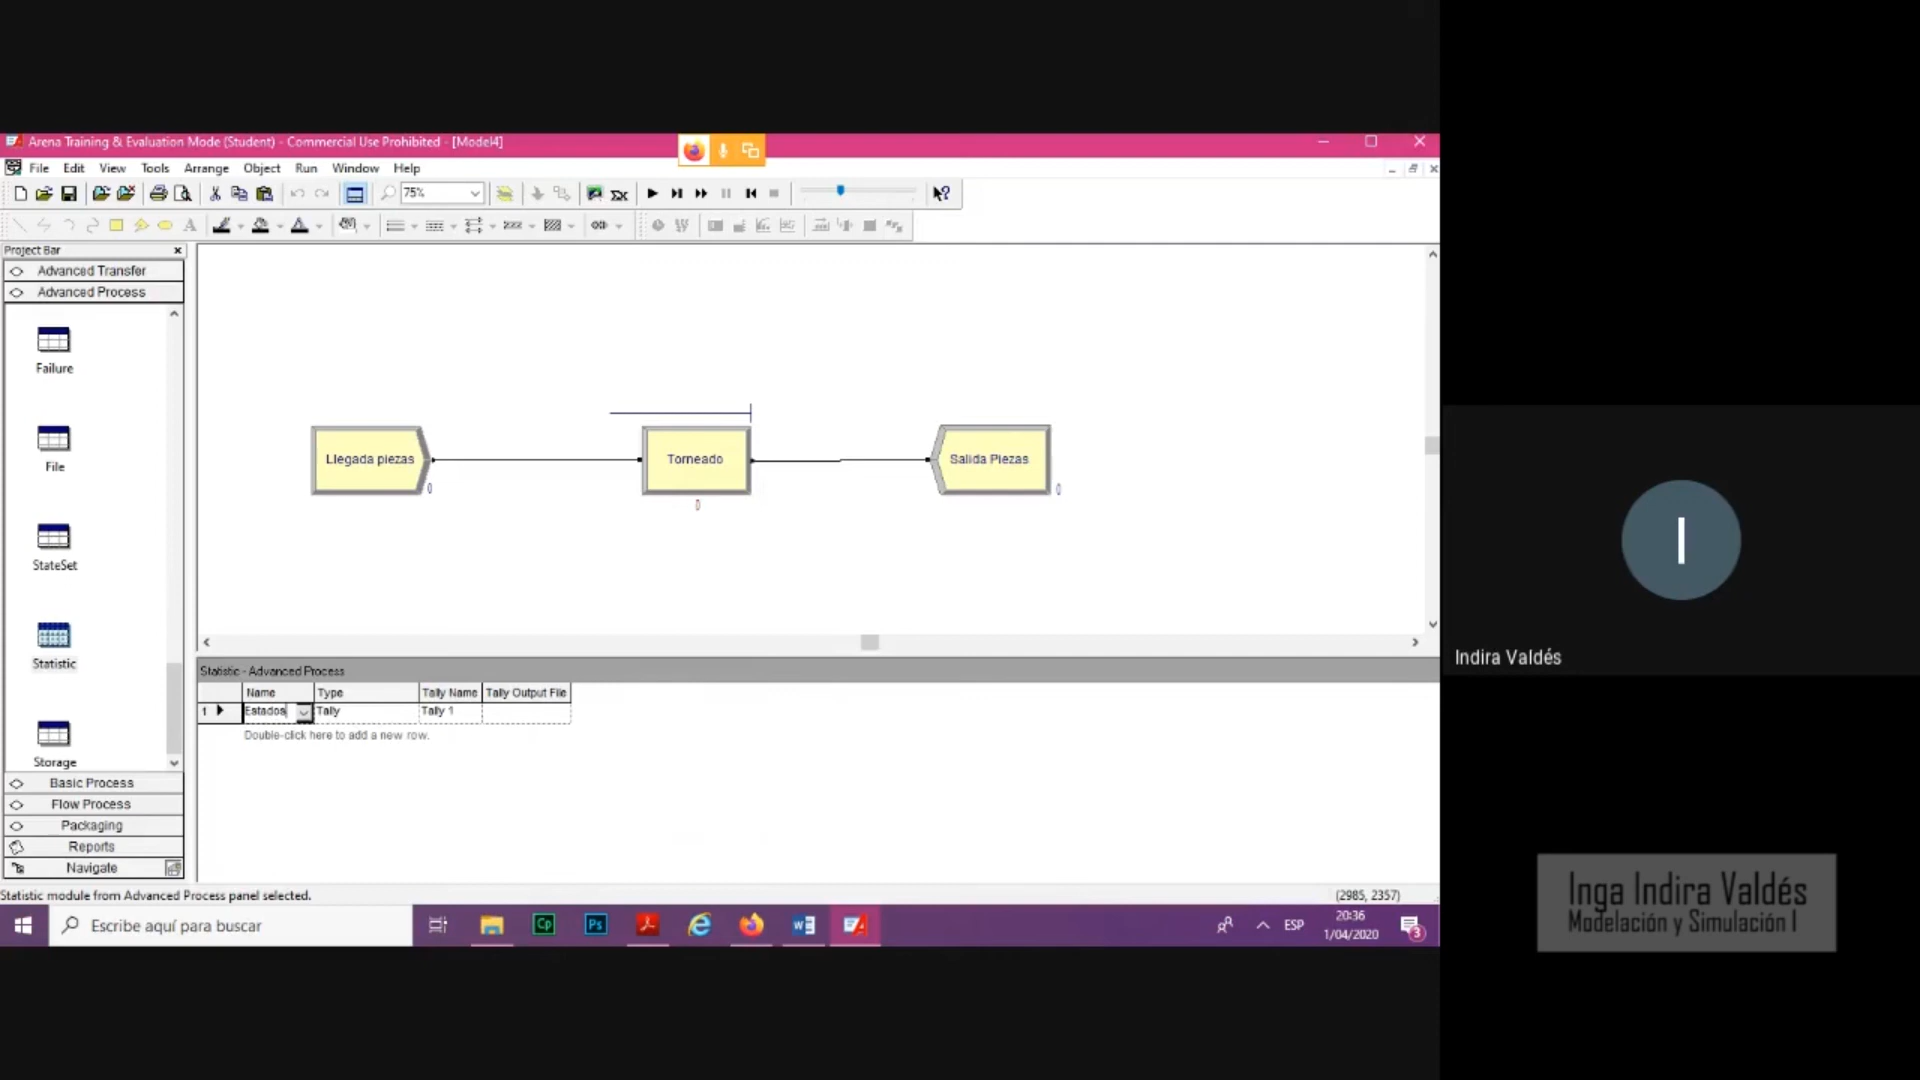 Arena Training & Evaluation Mode (Student) - Commercial Use Prohibited - [Model4]
File Edit View Tools Arrange Object Run Window Help
75%
Project Bar
Advanced Transfer
Advanced Process
Failure
File
StateSet
Statistic
Storage
Basic Process
Flow Process
Packaging
Reports
Navigate
Llegada piezas
0
Torneado
0
Salida Piezas
0
Statistic - Advanced Process
Name Type Tally Name Tally Output File
1 Estados Tally Tally 1
Double-click here to add a new row.
Statistic module from Advanced Process panel selected.
(2985, 2357)
Escribe aquí para buscar
ESP
20:36
1/04/2020
3
I
Indira Valdés
Inga Indira Valdés
Modelación y Simulación I